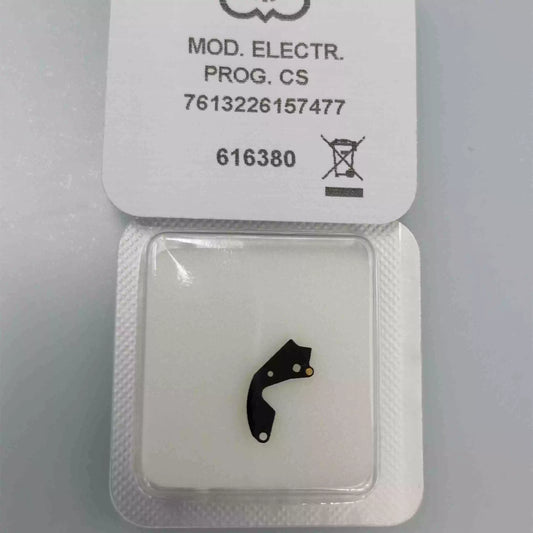 MOD. ELECTR.
PROG. CS
7613226157477
616380